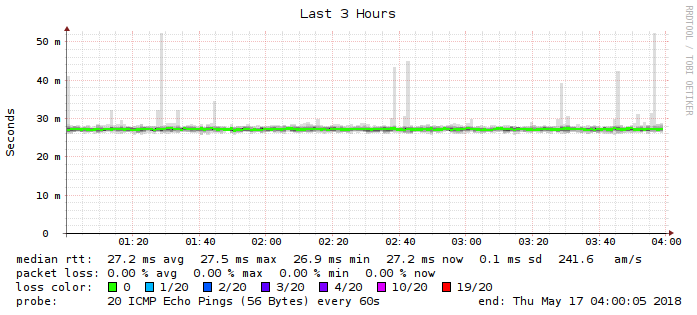 Last 3 Hours
RRDTOOL / TOBI OETIKER
Seconds
50 m
40 m
30 m
20 m
10 m
0
01:20 01:40 02:00 02:20 02:40 03:00 03:20 03:40 04:00
median rtt: 27.2 ms avg 27.5 ms max 26.9 ms min 27.2 ms now 0.1 ms sd 241.6 am/s
packet loss: 0.00 % avg 0.00 % max 0.00 % min 0.00 % now
loss color: 0 1/20 2/20 3/20 4/20 10/20 19/20
probe: 20 ICMP Echo Pings (56 Bytes) every 60s end: Thu May 17 04:00:05 2018